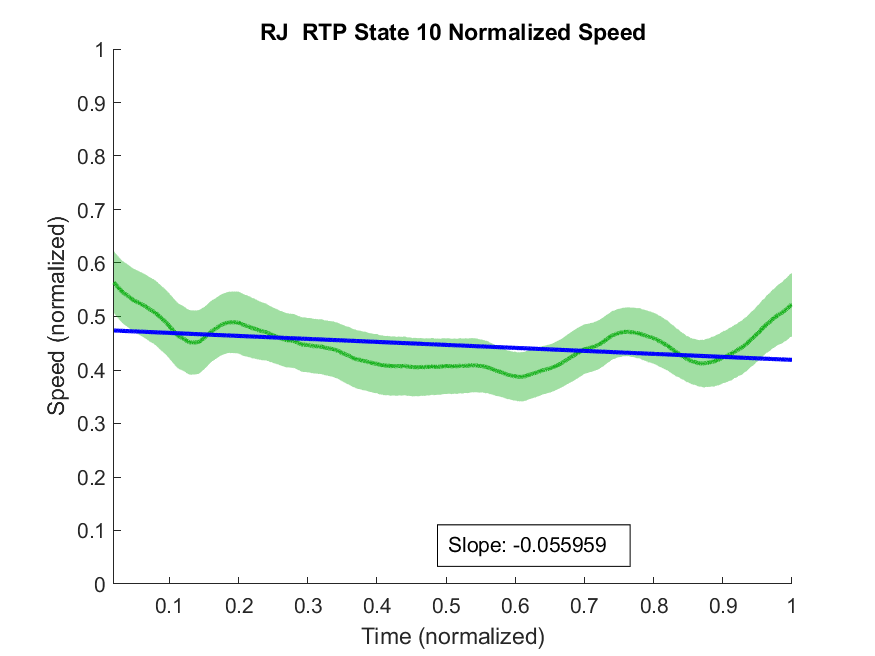 RJ  RTP State 10 Normalized Speed
1
0.9
0.8
0.7
0.6
0.5
0.4
0.3
0.2
0.1
0
Speed (normalized)
Slope: -0.055959
0.1 0.2 0.3 0.4 0.5 0.6 0.7 0.8 0.9 1
Time (normalized)